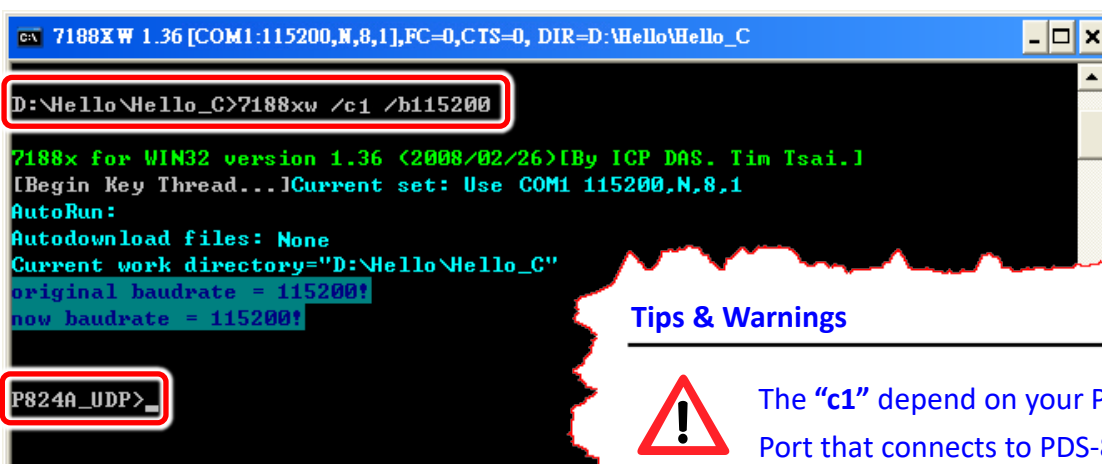 7188XW 1.36 [COM1:115200,N,8,1],FC=0,CTS=0, DIR=D:\Hello\Hello_C
D:\Hello\Hello_C>7188xw /c1 /b115200
7188x for WIN32 version 1.36 (2008/02/26)[By ICP DAS. Tim Tsai.]
[Begin Key Thread...]Current set: Use COM1 115200,N,8,1
AutoRun:
Autodownload files: None
Current work directory="D:\Hello\Hello_C"
original baudrate = 115200!
now baudrate = 115200!
P824A_UDP>_
Tips & Warnings
The “c1” depend on your P
Port that connects to PDS-8